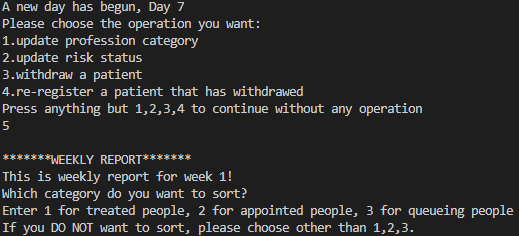 A new day has begun, Day 7
Please choose the operation you want:
1.update profession category
2.update risk status
3.withdraw a patient
4.re-register a patient that has withdrawed
Press anything but 1,2,3,4 to continue without any operation
5
*******WEEKLY REPORT*******
This is weekly report for week 1!
Which category do you want to sort?
Enter 1 for treated people, 2 for appointed people, 3 for queueing people
If you DO NOT want to sort, please choose other than 1,2,3.